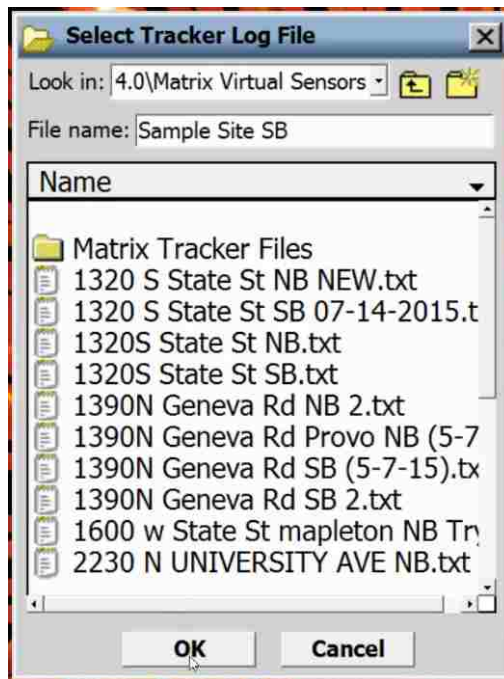 Select Tracker Log File
Look in: 4.0\Matrix Virtual Sensors
File name: Sample Site SB
Name
Matrix Tracker Files
1320 S State St NB NEW.txt
1320 S State St SB 07-14-2015.t
1320S State St NB.txt
1320S State St SB.txt
1390N Geneva Rd NB 2.txt
1390N Geneva Rd Provo NB (5-7
1390N Geneva Rd SB (5-7-15).tx
1390N Geneva Rd SB 2.txt
1600 w State St mapleton NB Try
2230 N UNIVERSITY AVE NB.txt
OK Cancel